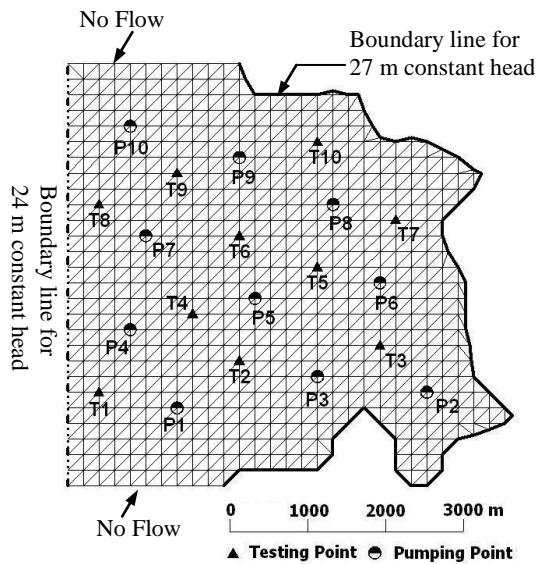 No Flow
Boundary line for
27 m constant head
P10
T10
P9
T9
T8
P8
T7
P7
T6
T5
P6
P5
T4
P4
T3
T2
P3
P2
T1
P1
Boundary line for
24 m constant head
No Flow
0 1000 2000 3000 m
Testing Point Pumping Point